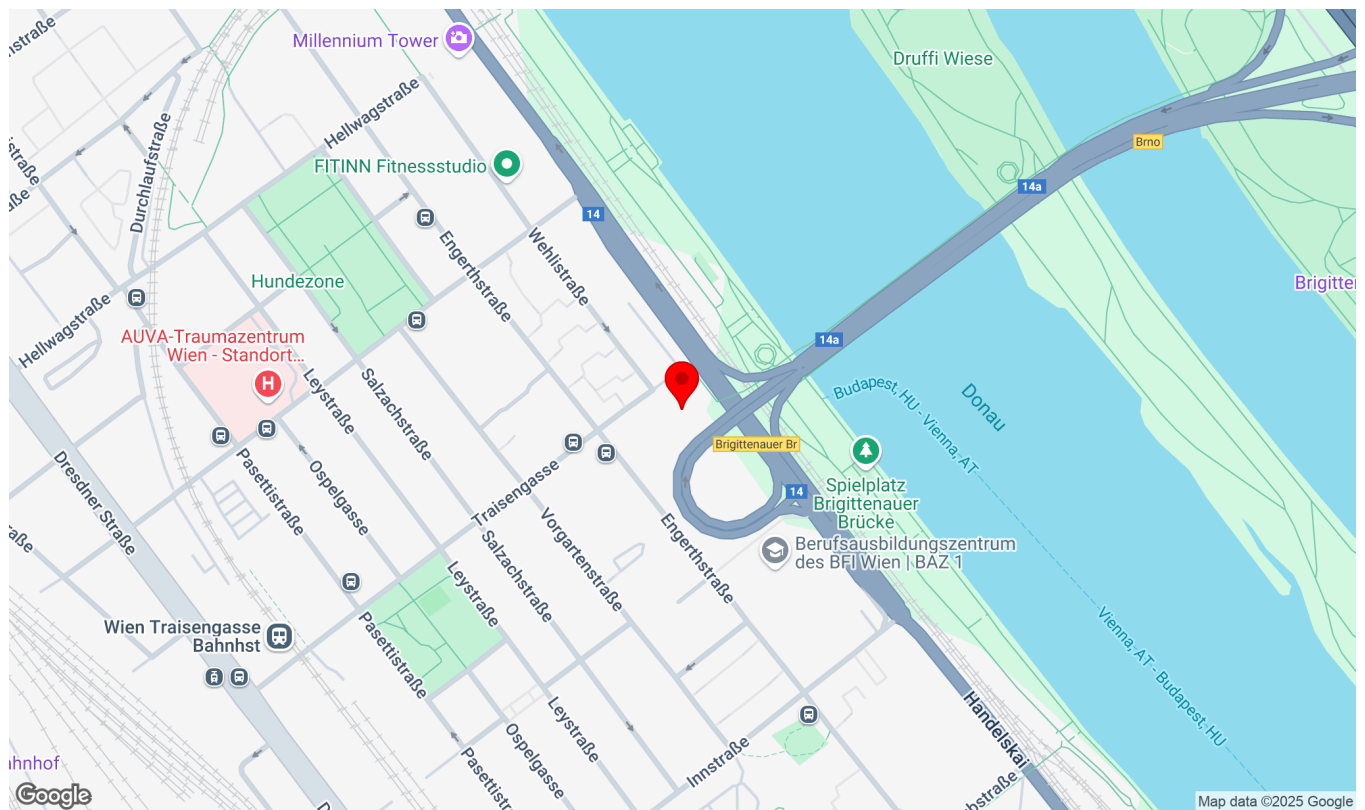 straße
Millennium Tower
Druffi Wiese
Hellwagstraße
Durchlaufstraße
FITINN Fitnessstudio
Brno
14a
14
Engerthstraße
Wehlistraße
Hundezone
Brigitten
Hellwagstraße
AUVA-Traumazentrum
Wien - Standort...
H
14a
Leystraße
Salzachstraße
Budapest, HU - Vienna, AT
Donau
Brigittenauer Br
Dresdner Straße
Pasettistraße
Ospelgasse
Traisengasse
14
Spielplatz
Brigittenauer
Brücke
Vorgartenstraße
Engerthstraße
Berufsausbildungszentrum
des BFI Wien | BAZ 1
Salzachstraße
Leystraße
Wien Traisengasse
Bahnhst
Pasettistraße
Vienna, AT - Budapest, HU
Leystraße
Ospelgasse
Pasettistraße
Innstraße
Handelskai
ahnhof
Google
Map data ©2025 Google